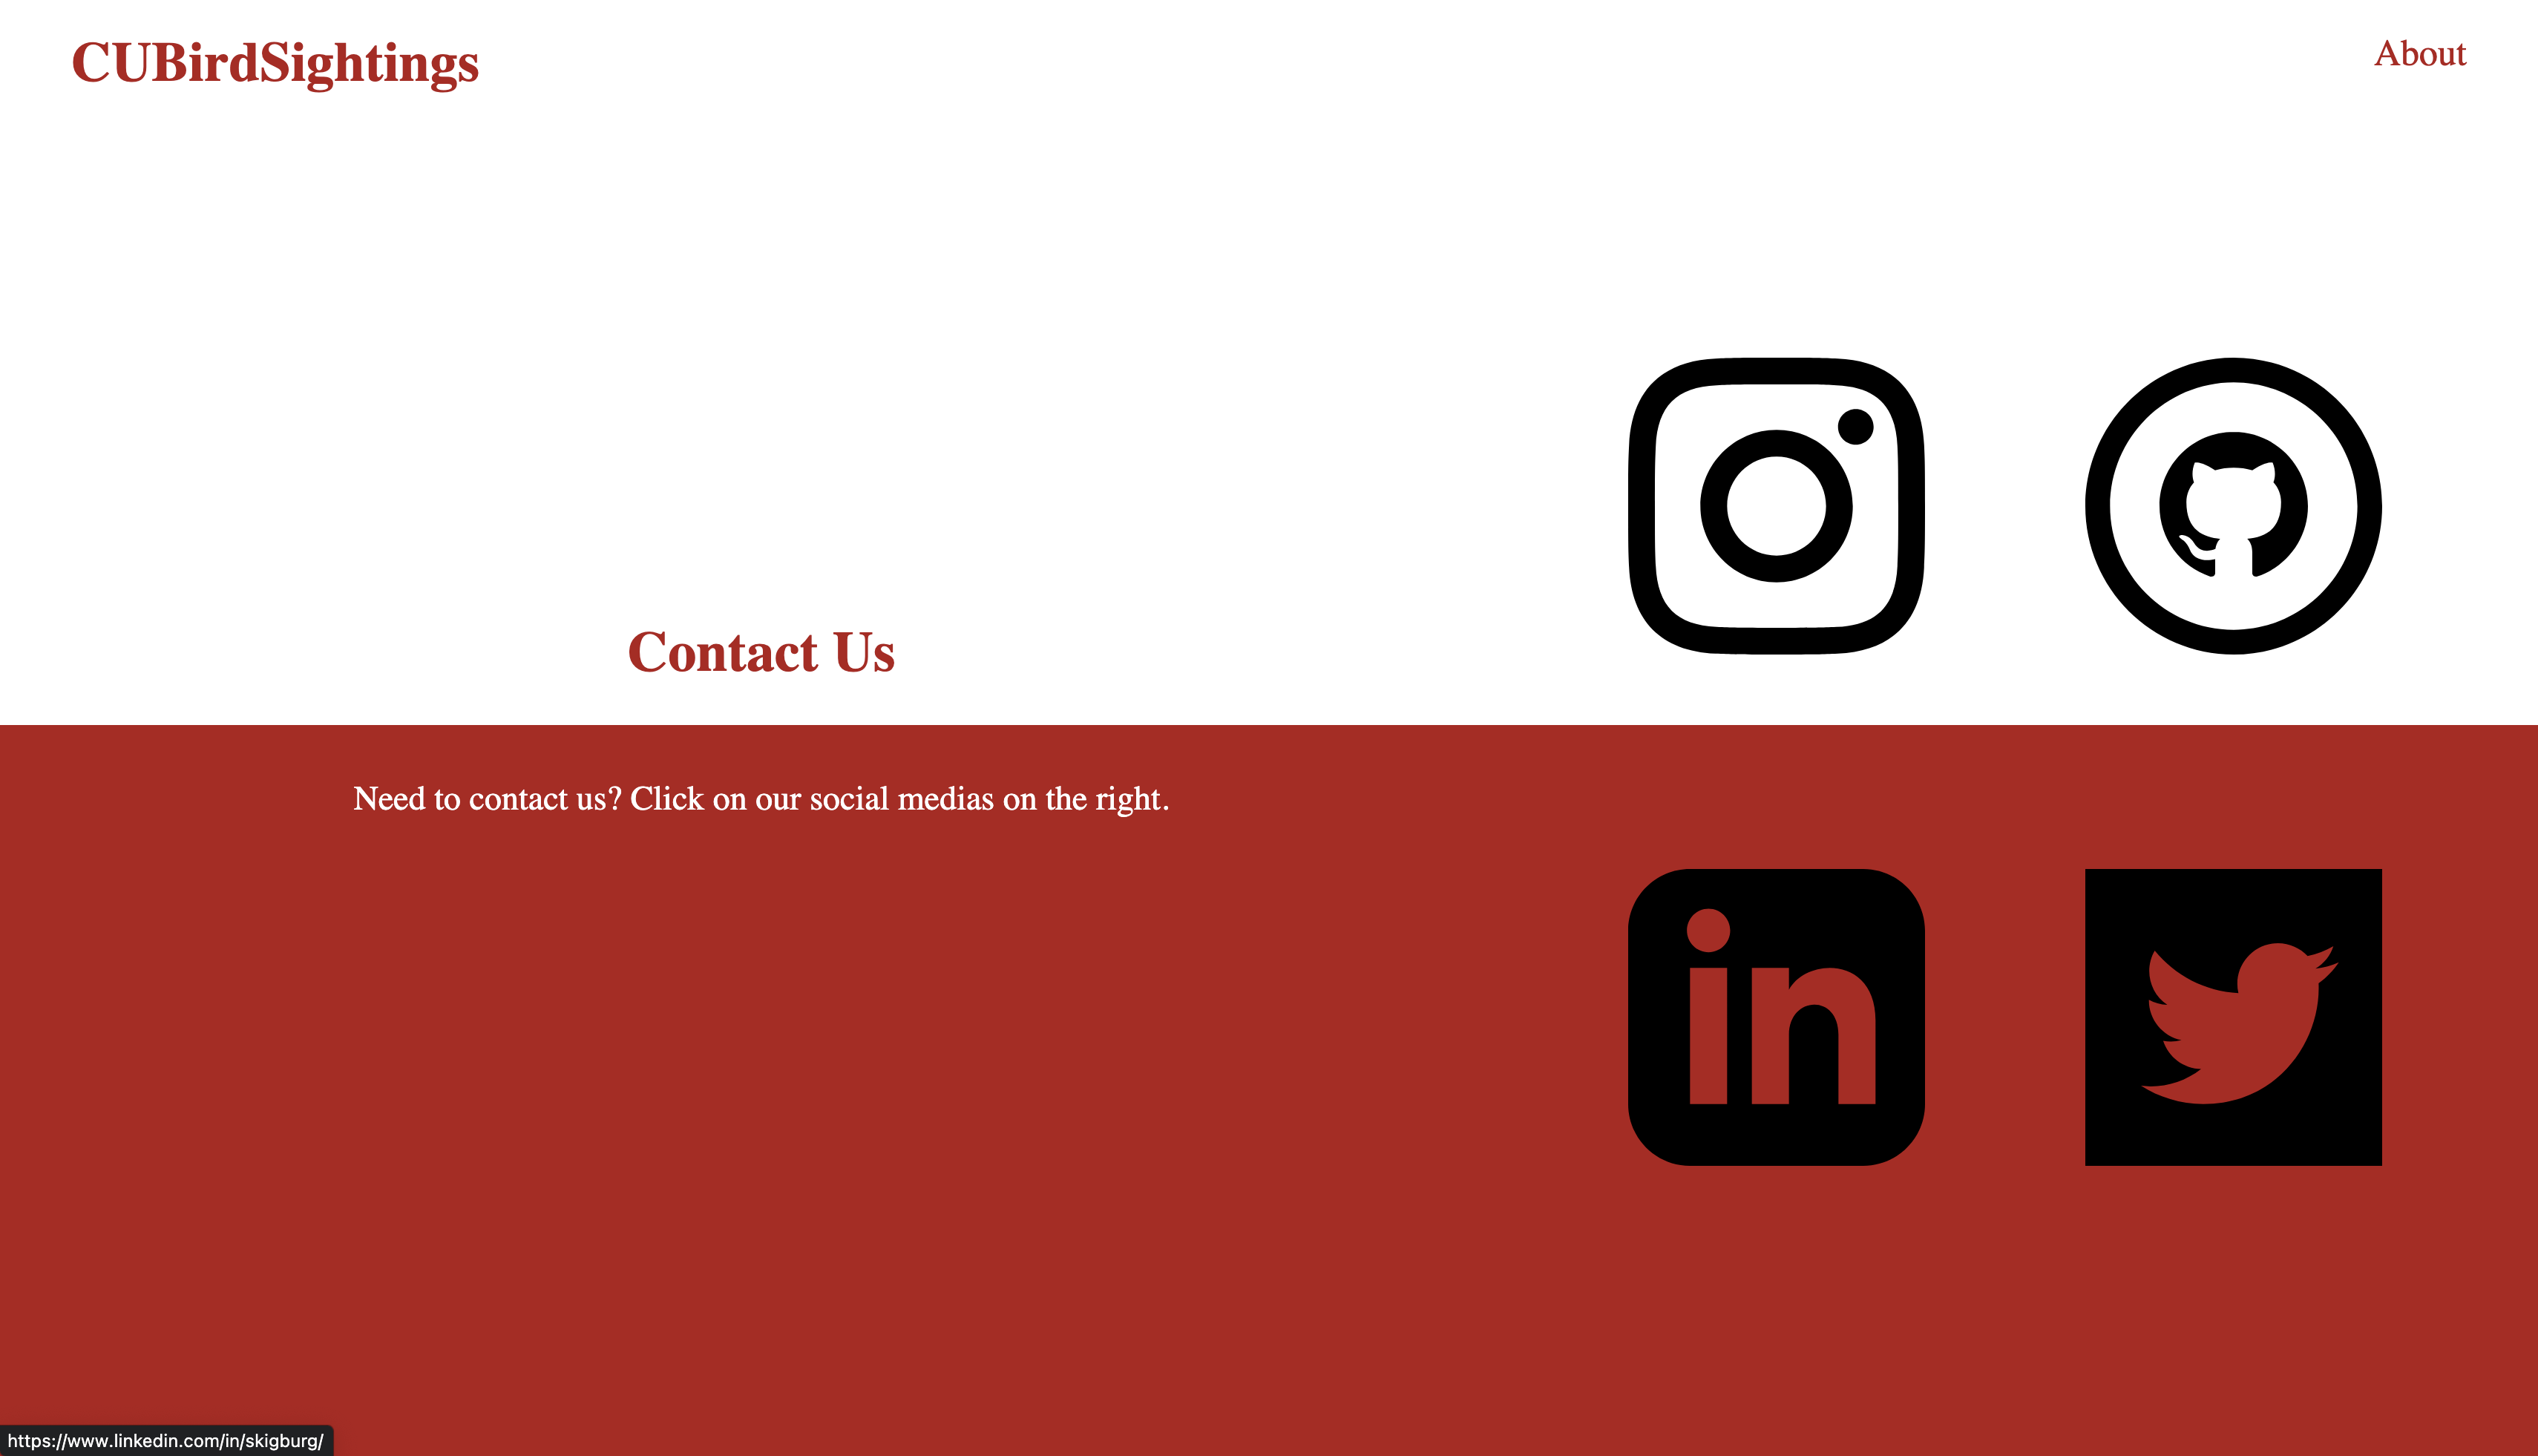 CUBirdSightings
About
Contact Us
Need to contact us? Click on our social medias on the right.
in
https://www.linkedin.com/in/skigburg/